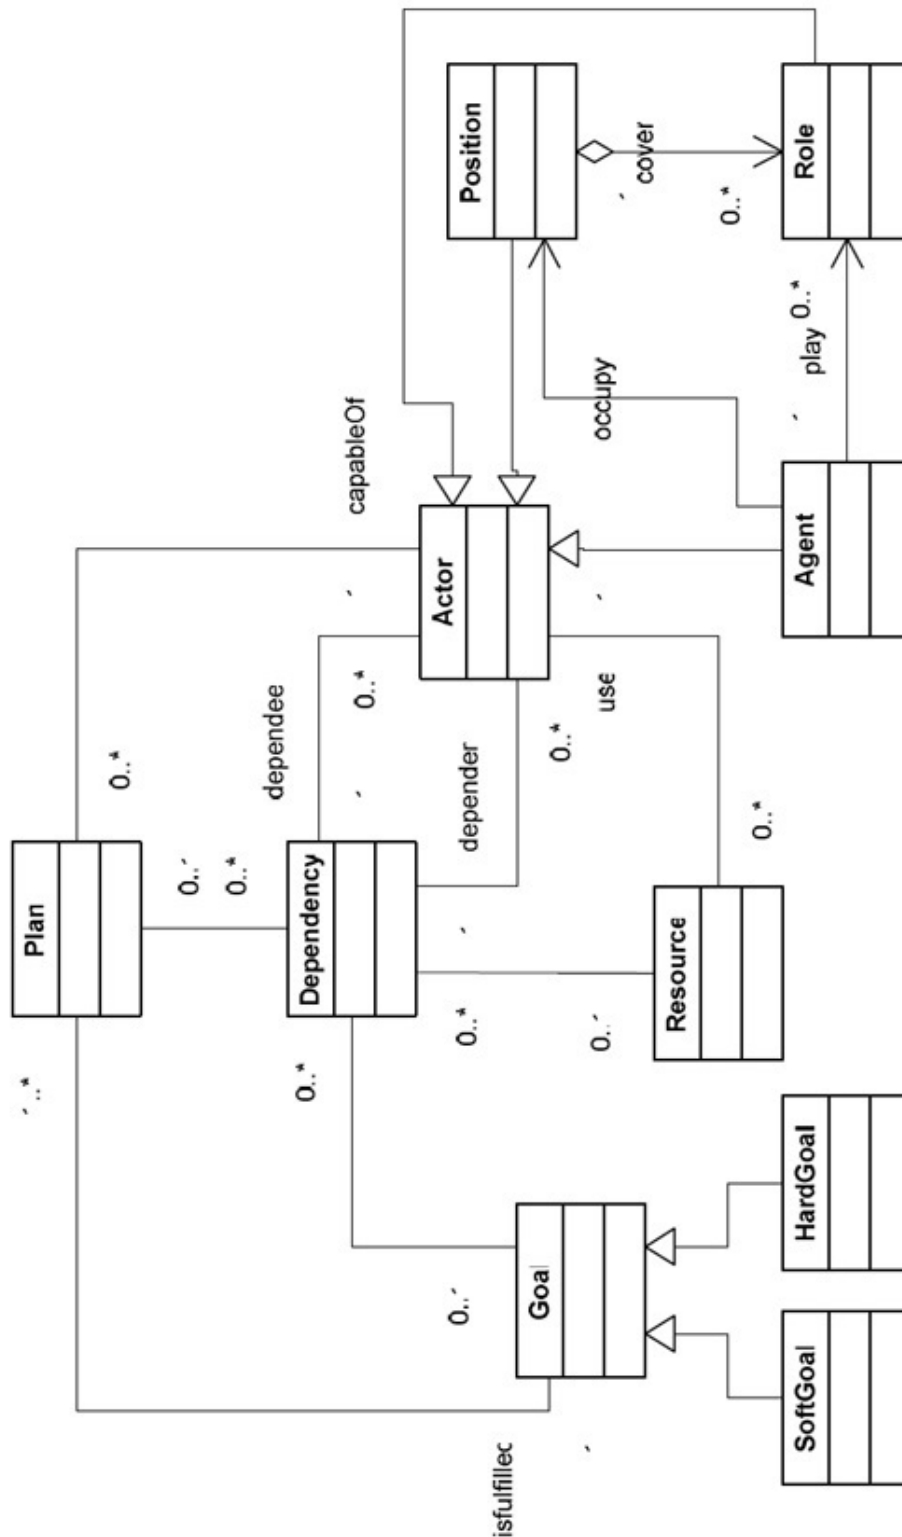 Plan
0..*
0..*
dependee
0..*
Dependency
capableOf
0..*
Actor
0..*
depender
Position
Goal
0..*
occupy
use
cover
Resource
0..*
0..*
SoftGoal
HardGoal
Agent
play
0..*
Role